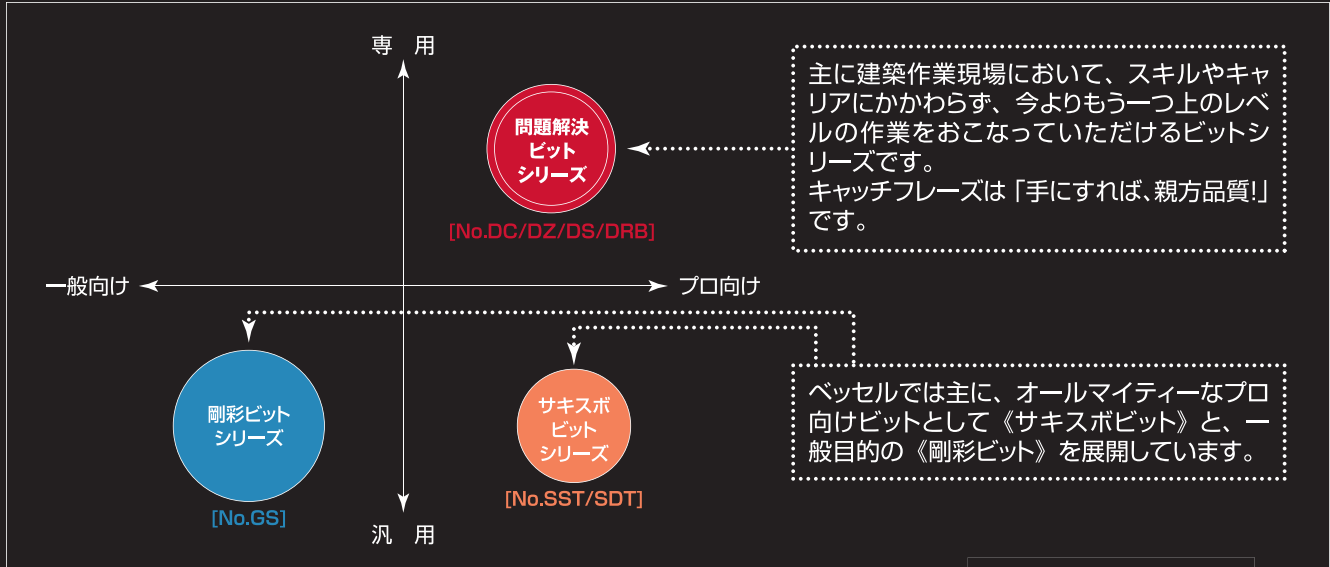 専 用
問題解決
ビット
シリーズ
[No.DC/DZ/DS/DRB]
主に建築作業現場において、スキルやキャ
リアにかかわらず、今よりもう一つ上のレベ
ルの作業をおこなっていただけるビットシ
リーズです。
キャッチフレーズは「手にすれば、親方品質!」
です。
一般向け
プロ向け
剛彩ビット
シリーズ
[No.GS]
サキスボ
ビット
シリーズ
[No.SST/SDT]
ベッセルでは主に、オールマイティーなプロ
向けビットとして《サキスボビット》と、一
般目的の《剛彩ビット》を展開しています。
汎 用